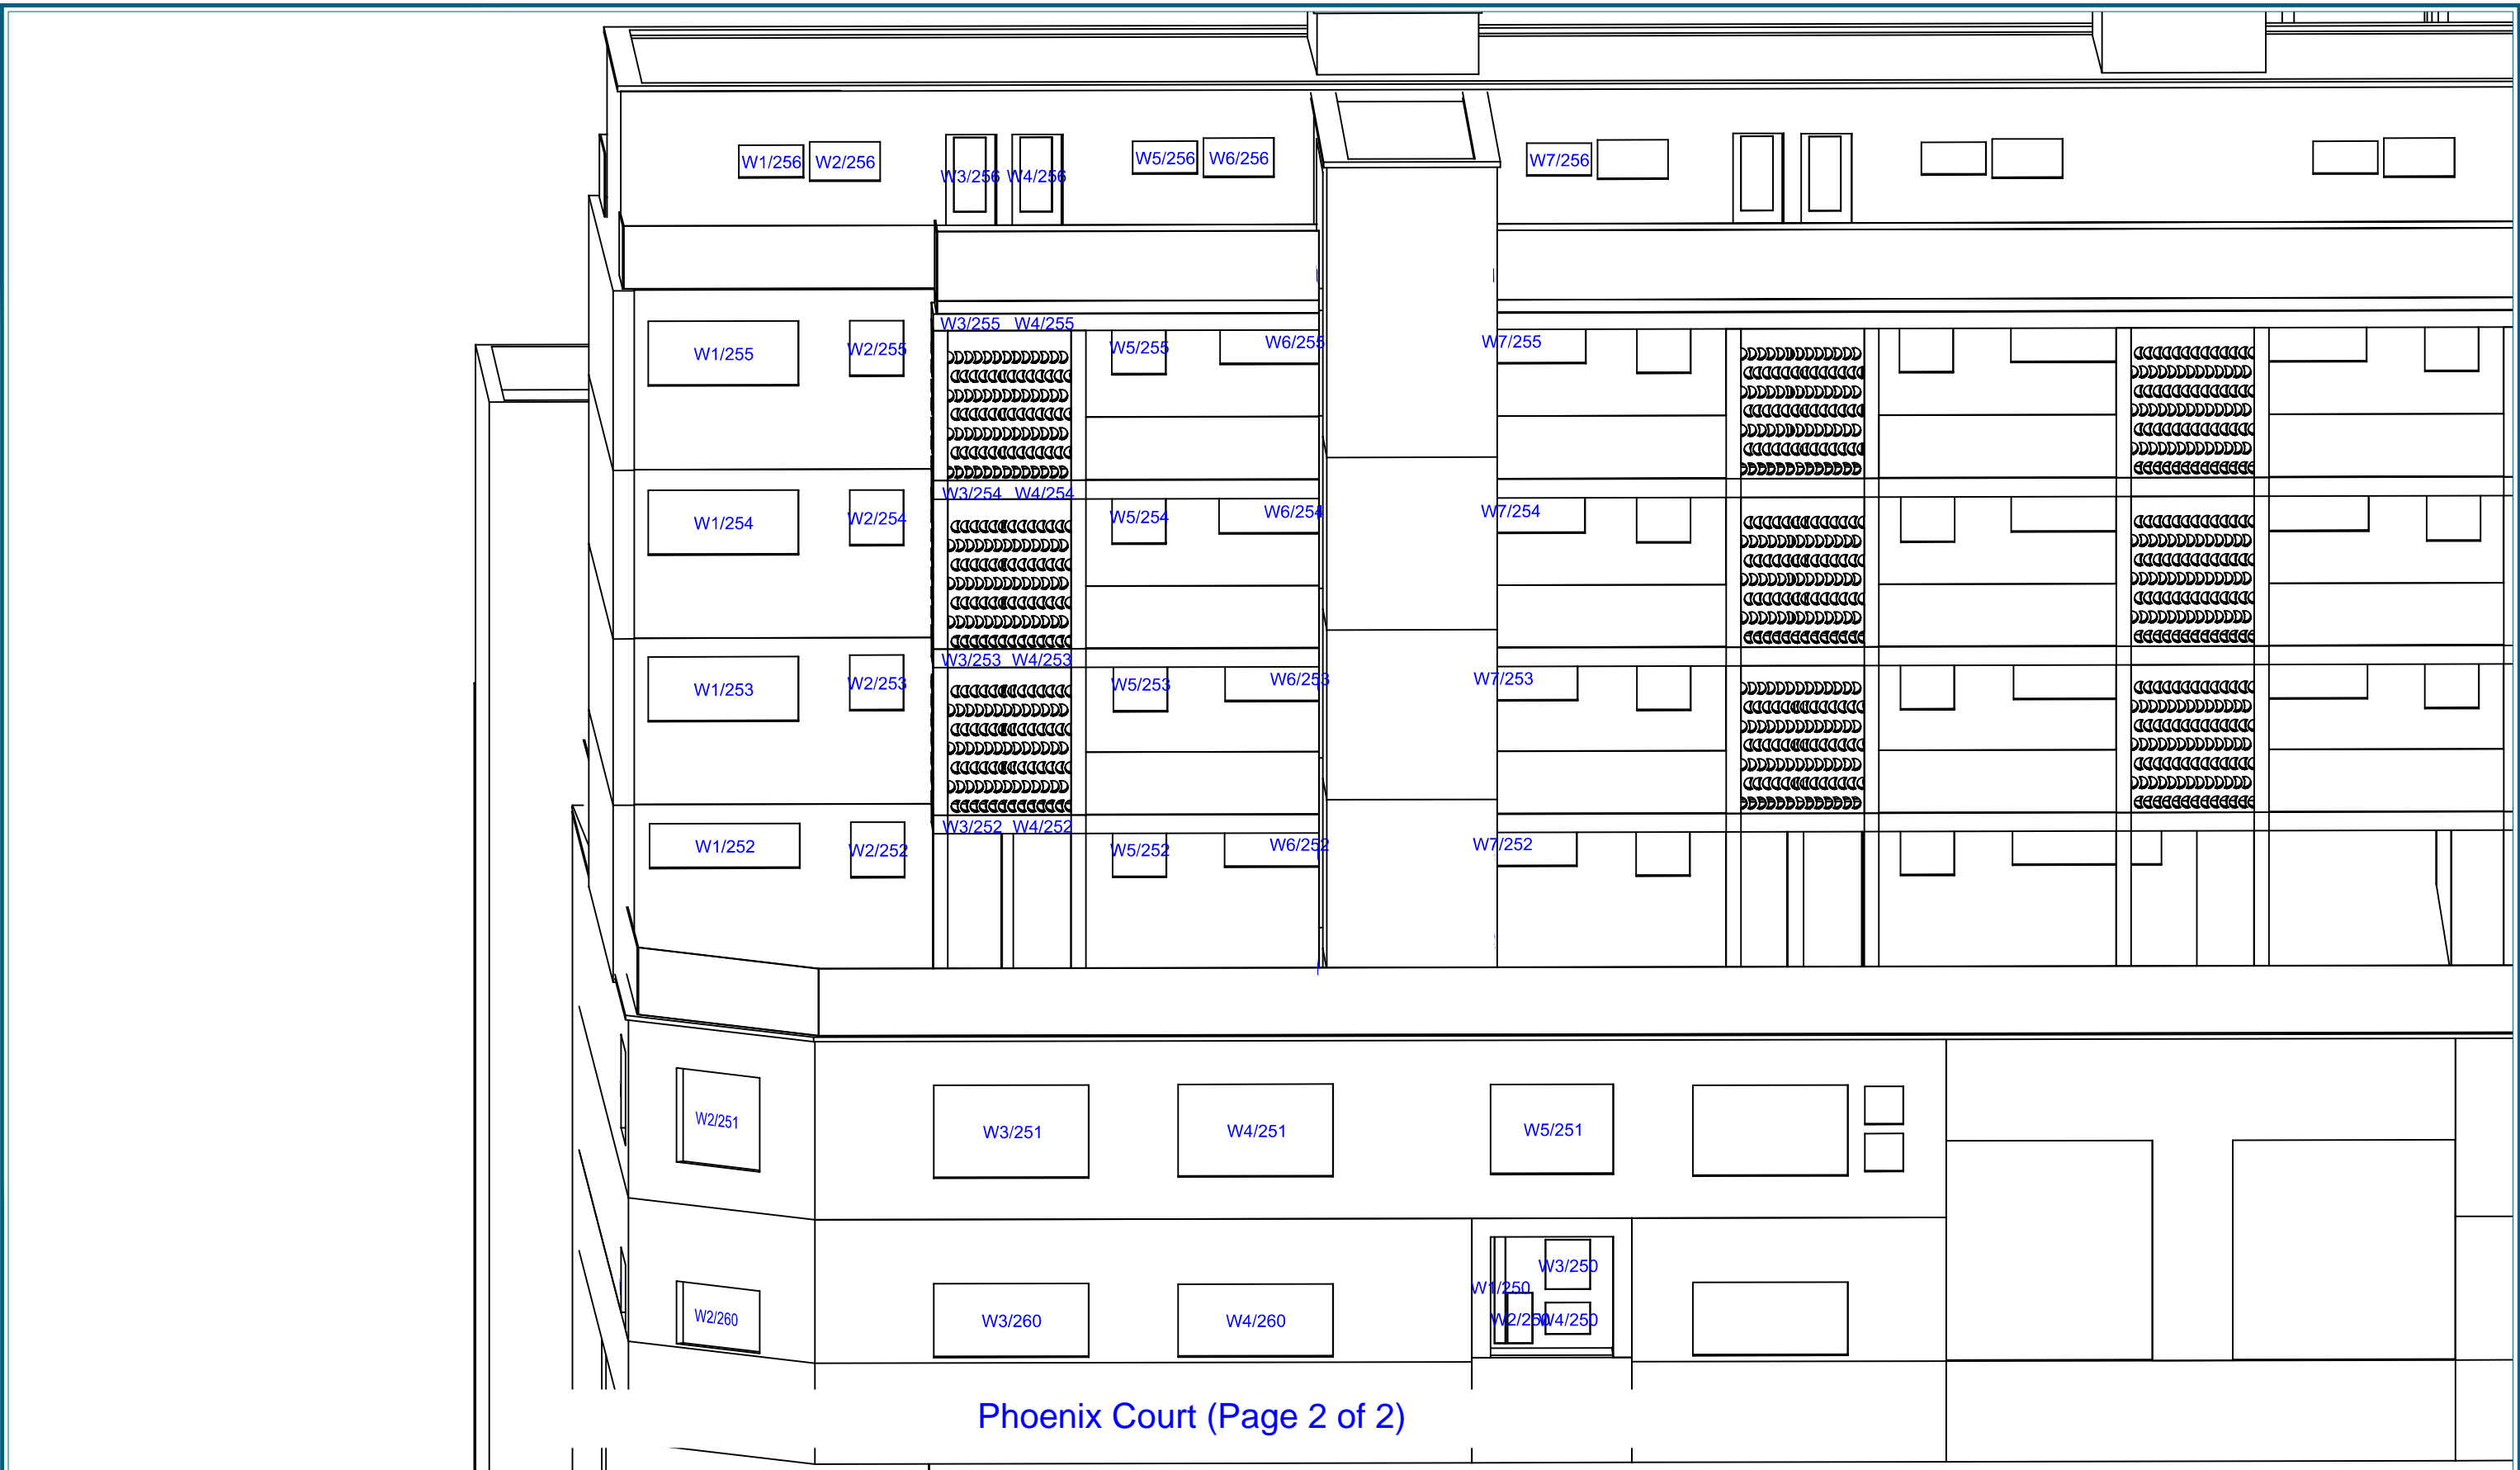 W1/256 W2/256 W3/256 W4/256 W5/256 W6/256 W7/256
W3/255 W4/255
W1/255 W2/255 W5/255 W6/255 W7/255
W3/254 W4/254
W1/254 W2/254 W5/254 W6/254 W7/254
W3/253 W4/253
W1/253 W2/253 W5/253 W6/253 W7/253
W3/252 W4/252
W1/252 W2/252 W5/252 W6/252 W7/252
W2/251 W3/251 W4/251 W5/251
W3/250
W1/250
W2/260 W3/260 W4/260 W2/250 W4/250
Phoenix Court (Page 2 of 2)